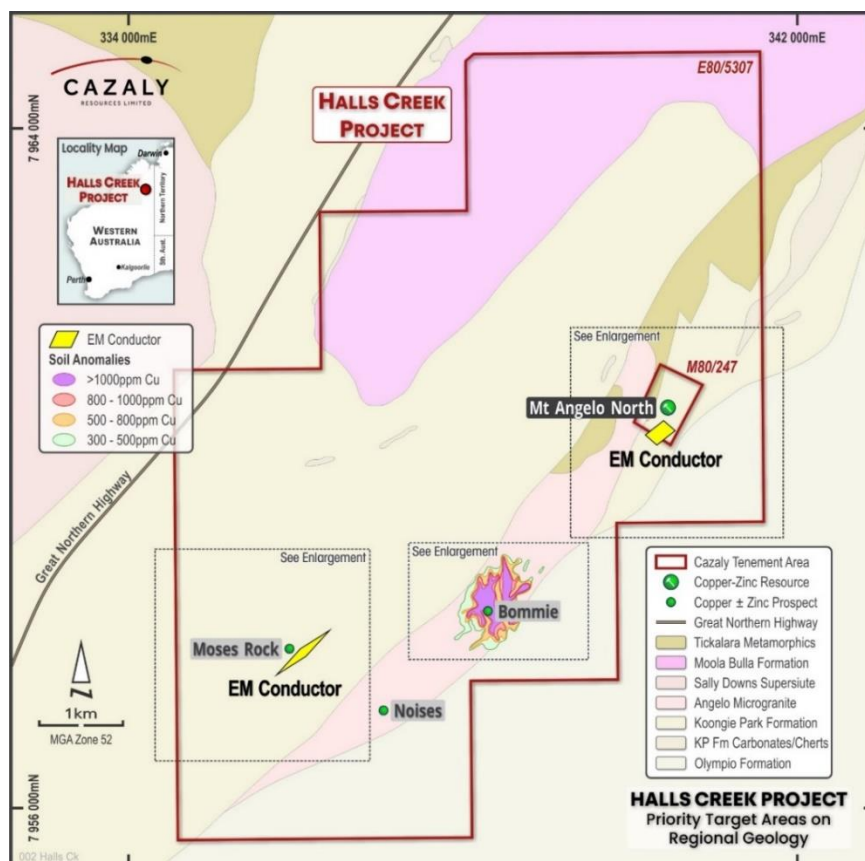 334 000mE
342 000mE
CAZALY
RESOURCES LIMITED
HALLS CREEK
PROJECT
E80/5307
7 964 000mN
Locality Map
Darwin
HALLS CREEK
PROJECT
Northern Territory
WESTERN
AUSTRALIA
Sth. Aust.
Kalgoorlie
Perth
EM Conductor
Soil Anomalies
>1000ppm Cu
800 - 1000ppm Cu
500 - 800ppm Cu
300 - 500ppm Cu
See Enlargement
M80/247
Mt Angelo North
EM Conductor
Great Northern Highway
See Enlargement
See Enlargement
Bommie
Moses Rock
EM Conductor
Noises
N
1km
MGA Zone 52
Cazaly Tenement Area
Copper-Zinc Resource
Copper ± Zinc Prospect
Great Northern Highway
Tickalara Metamorphics
Moola Bulla Formation
Sally Downs Supersiute
Angelo Microgranite
Koongie Park Formation
KP Fm Carbonates/Cherts
Olympio Formation
7 956 000mN
HALLS CREEK PROJECT
Priority Target Areas on
Regional Geology
002 Halls Ck